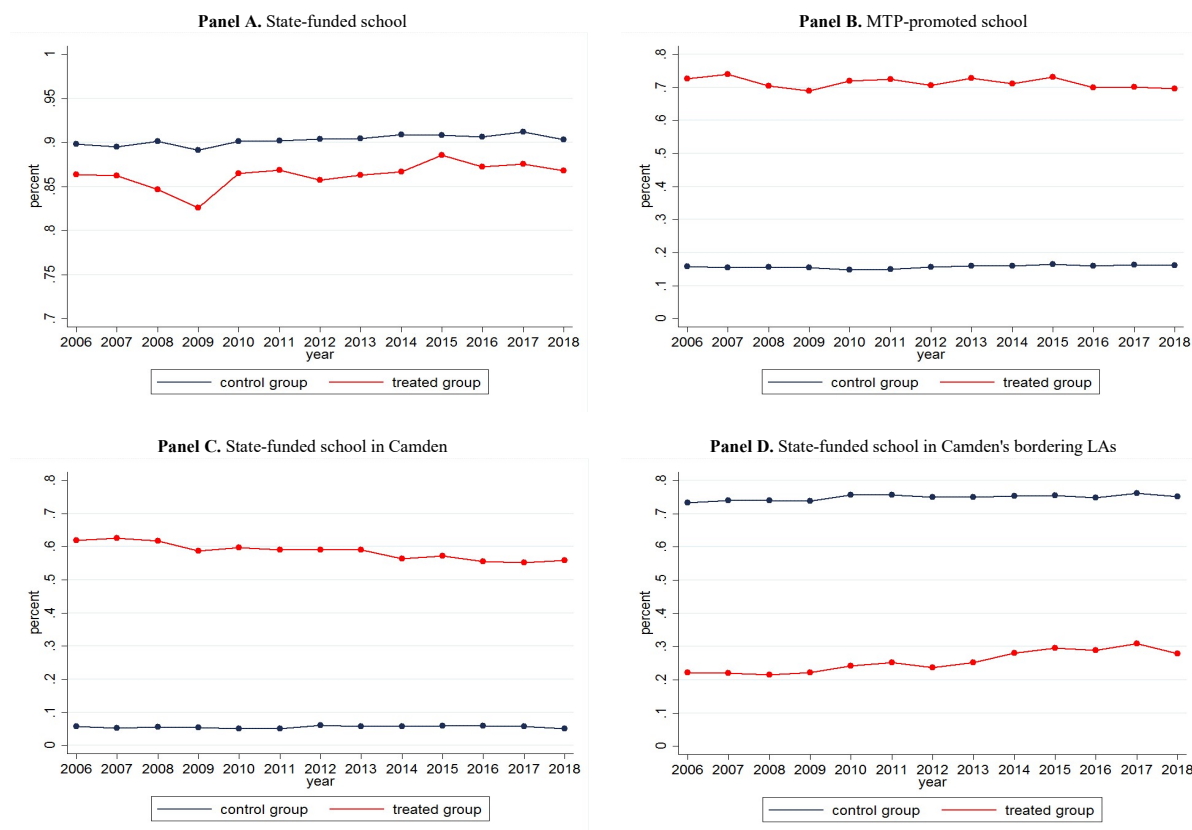 Panel A. State-funded school
percent
1
.95
.9
.85
.8
.75
.7
2006 2007 2008 2009 2010 2011 2012 2013 2014 2015 2016 2017 2018
year
control group treated group
Panel B. MTP-promoted school
percent
.8
.7
.6
.5
.4
.3
.2
.1
0
2006 2007 2008 2009 2010 2011 2012 2013 2014 2015 2016 2017 2018
year
control group treated group
Panel C. State-funded school in Camden
percent
.8
.7
.6
.5
.4
.3
.2
.1
0
2006 2007 2008 2009 2010 2011 2012 2013 2014 2015 2016 2017 2018
year
control group treated group
Panel D. State-funded school in Camden's bordering LAs
percent
.8
.7
.6
.5
.4
.3
.2
.1
0
2006 2007 2008 2009 2010 2011 2012 2013 2014 2015 2016 2017 2018
year
control group treated group